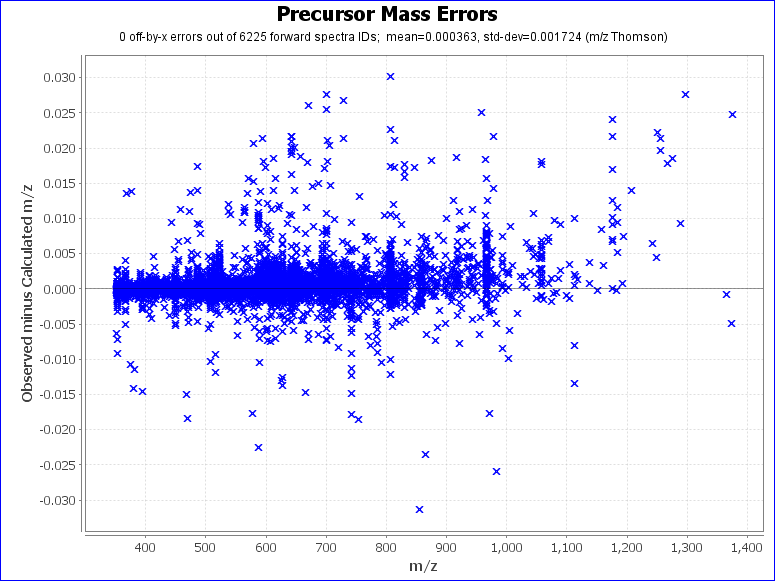 Precursor Mass Errors
0 off-by-x errors out of 6225 forward spectra IDs;  mean=0.000363, std-dev=0.001724 (m/z Thomson)
Observed minus Calculated m/z
0.030
0.025
0.020
0.015
0.010
0.005
0.000
-0.005
-0.010
-0.015
-0.020
-0.025
-0.030
400 500 600 700 800 900 1,000 1,100 1,200 1,300 1,400
m/z